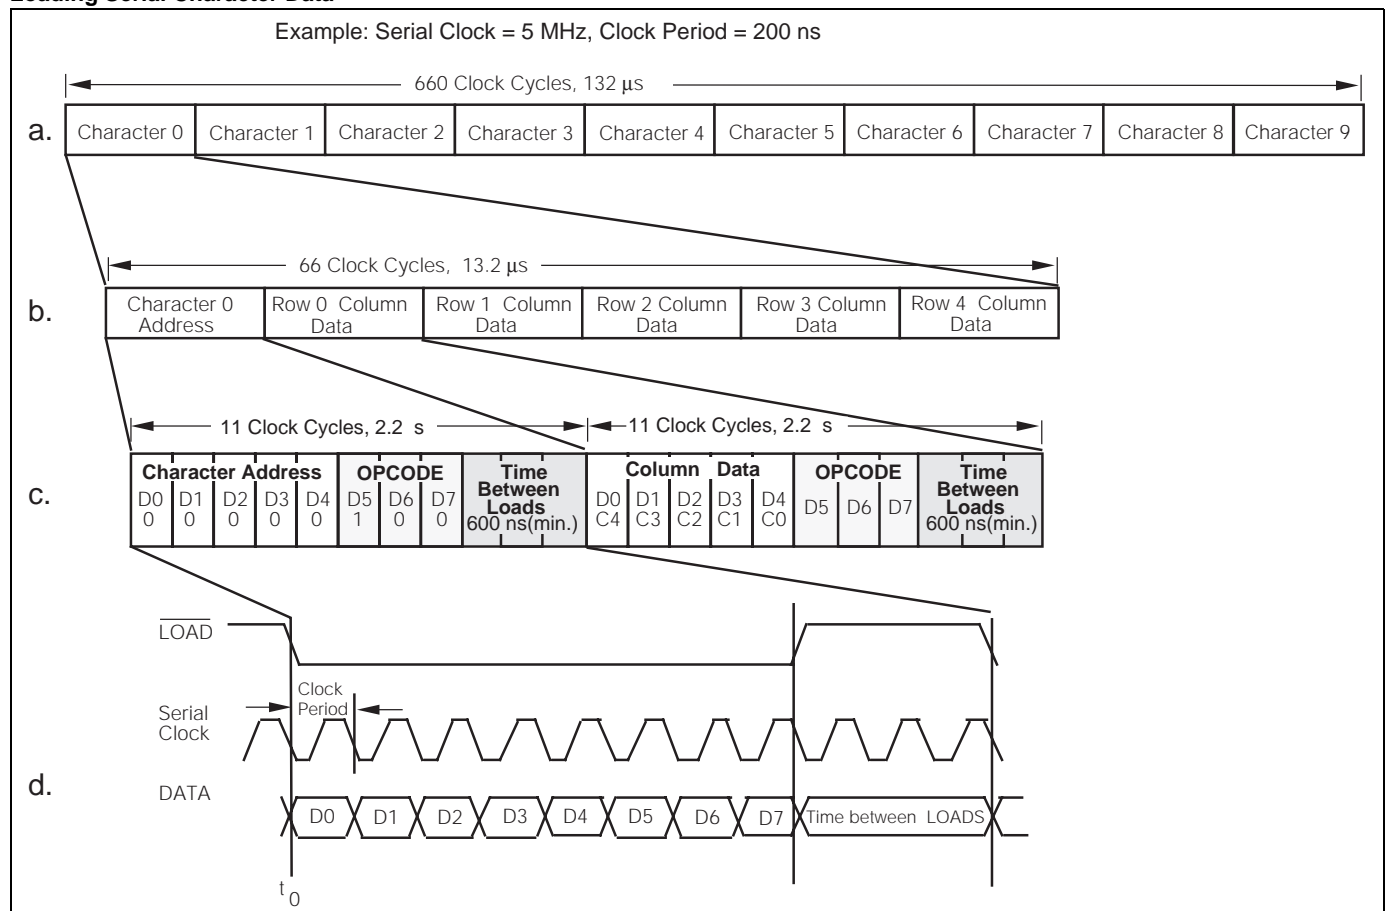 Loading Serial Character Data
Example: Serial Clock = 5 MHz, Clock Period = 200 ns
660 Clock Cycles, 132 μs
a.
Character 0 Character 1 Character 2 Character 3 Character 4 Character 5 Character 6 Character 7 Character 8 Character 9
66 Clock Cycles, 13.2 μs
b.
Character 0 Address
Row 0 Column Data
Row 1 Column Data
Row 2 Column Data
Row 3 Column Data
Row 4 Column Data
11 Clock Cycles, 2.2 s
11 Clock Cycles, 2.2 s
c.
Character Address
D0 D1 D2 D3 D4
0 0 0 0 0
OPCODE
D5 D6 D7
1 0 0
Time
Between
Loads
600 ns(min.)
Column Data
D0 D1 D2 D3 D4
C4 C3 C2 C1 C0
OPCODE
D5 D6 D7
Time
Between
Loads
600 ns(min.)
LOAD
Clock
Period
Serial
Clock
d.
DATA
D0 D1 D2 D3 D4 D5 D6 D7 Time between LOADS
t0